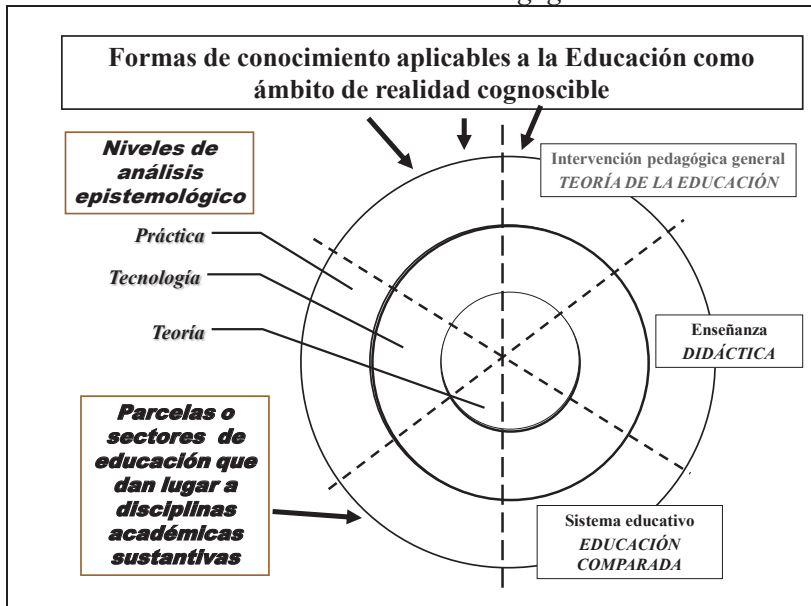 Formas de conocimiento aplicables a la Educación como
ámbito de realidad cognoscible
Niveles de
análisis
epistemológico
Práctica
Tecnología
Teoría
Parcelas o
sectores de
educación que
dan lugar a
disciplinas
académicas
sustantivas
Intervención pedagógica general
TEORÍA DE LA EDUCACIÓN
Enseñanza
DIDÁCTICA
Sistema educativo
EDUCACIÓN
COMPARADA